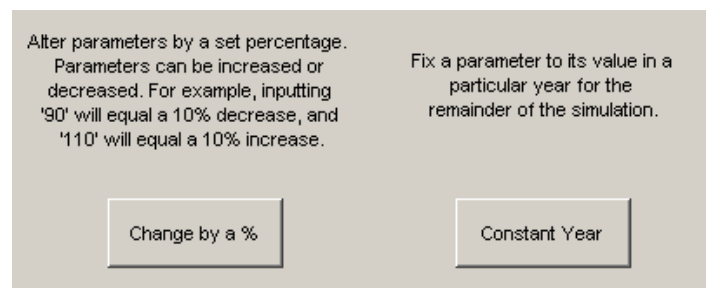 Alter parameters by a set percentage.
Parameters can be increased or
decreased. For example, inputting
'90' will equal a 10% decrease, and
'110' will equal a 10% increase.
Fix a parameter to its value in a
particular year for the
remainder of the simulation.
Change by a %
Constant Year